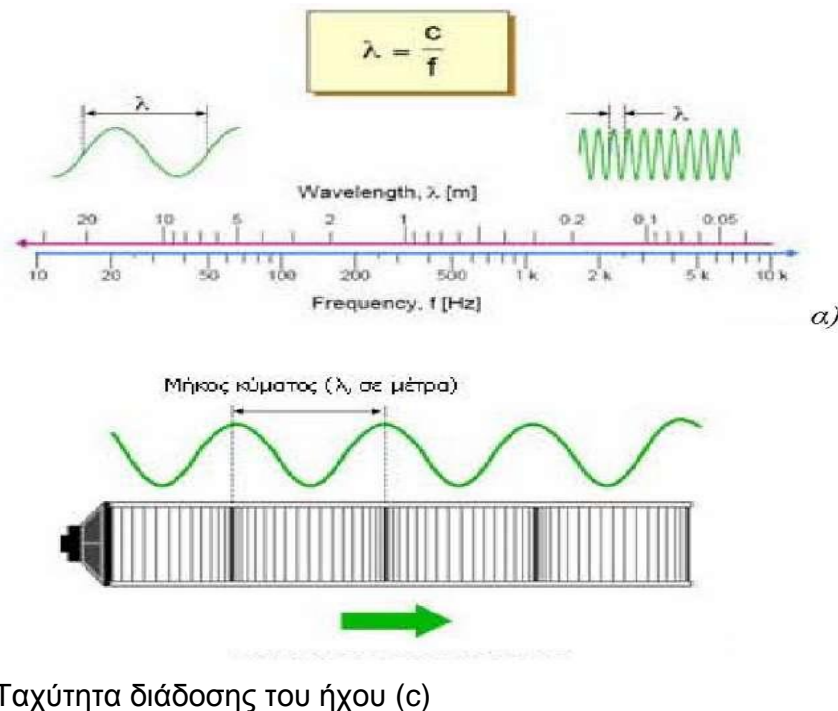 λ = c/f
λ
λ
Wavelength, λ [m]
20 10 5 2 1 0.2 0.1 0.05
10 20 50 100 200 500 1 k 2 k 5 k 10 k
Frequency, f [Hz]
α)
Μήκος κύματος (λ, σε μέτρα)
Ταχύτητα διάδοσης του ήχου (c)